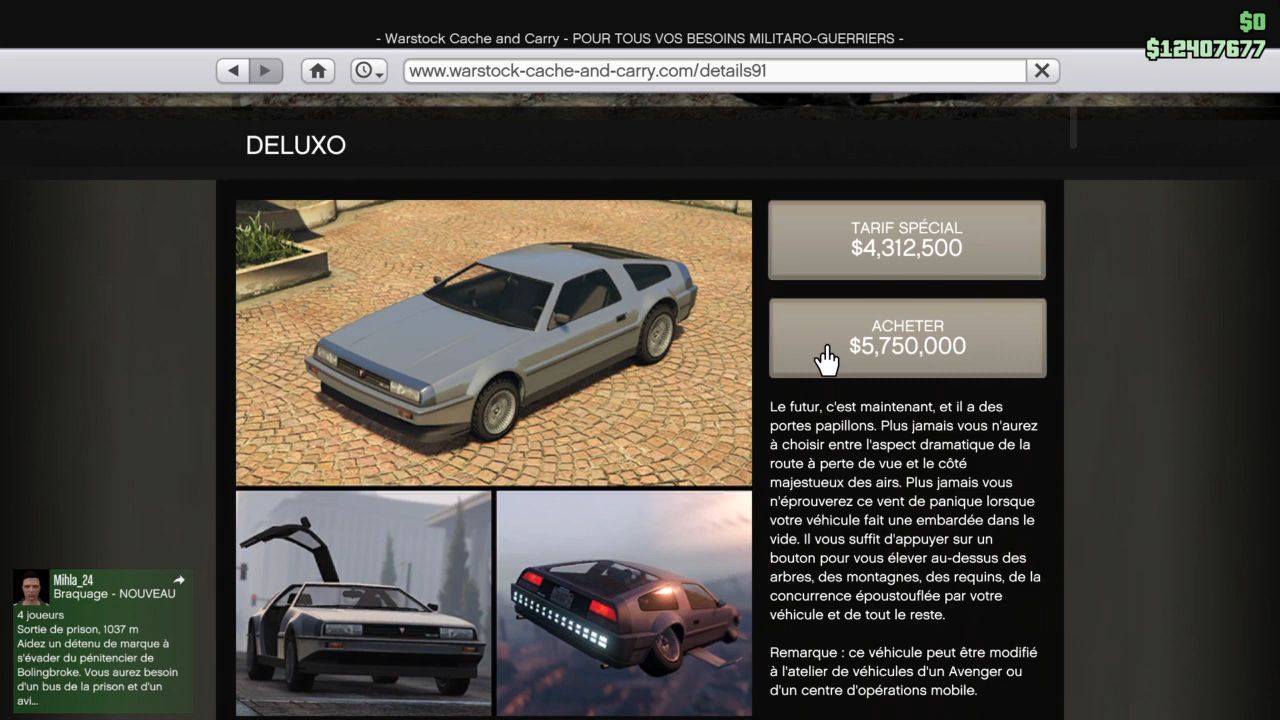 $0
- Warstock Cache and Carry - POUR TOUS VOS BESOINS MILITARO-GUERRIERS -
$12407677
www.warstock-cache-and-carry.com/details91
DELUXO
TARIF SPÉCIAL
$4,312,500
ACHETER
$5,750,000
Le futur, c'est maintenant, et il a des
portes papillons. Plus jamais vous n'aurez
à choisir entre l'aspect dramatique de la
route à perte de vue et le côté
majestueux des airs. Plus jamais vous
n'éprouverez ce vent de panique lorsque
votre véhicule fait une embardée dans le
vide. Il vous suffit d'appuyer sur un
bouton pour vous élever au-dessus des
arbres, des montagnes, des requins, de la
concurrence époustouflée par votre
véhicule et de tout le reste.
Remarque : ce véhicule peut être modifié
à l'atelier de véhicules d'un Avenger ou
d'un centre d'opérations mobile.
Mihla_24
Braquage - NOUVEAU
4 joueurs
Sortie de prison, 1037 m
Aidez un détenu de marque à
s'évader du pénitencier de
Bolingbroke. Vous aurez besoin
d'un bus de la prison et d'un
avi...